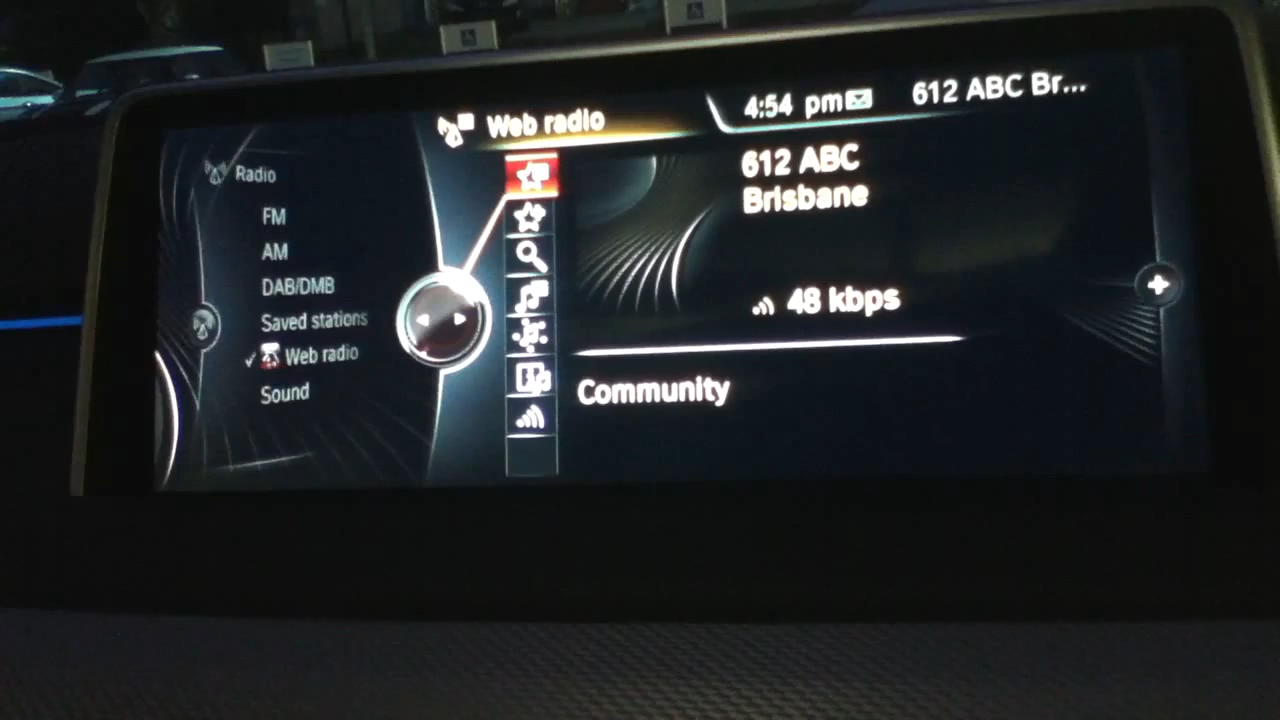 Web radio
4:54 pm
612 ABC Br...
Radio
FM
AM
DAB/DMB
Saved stations
Web radio
Sound
612 ABC
Brisbane
48 kbps
Community